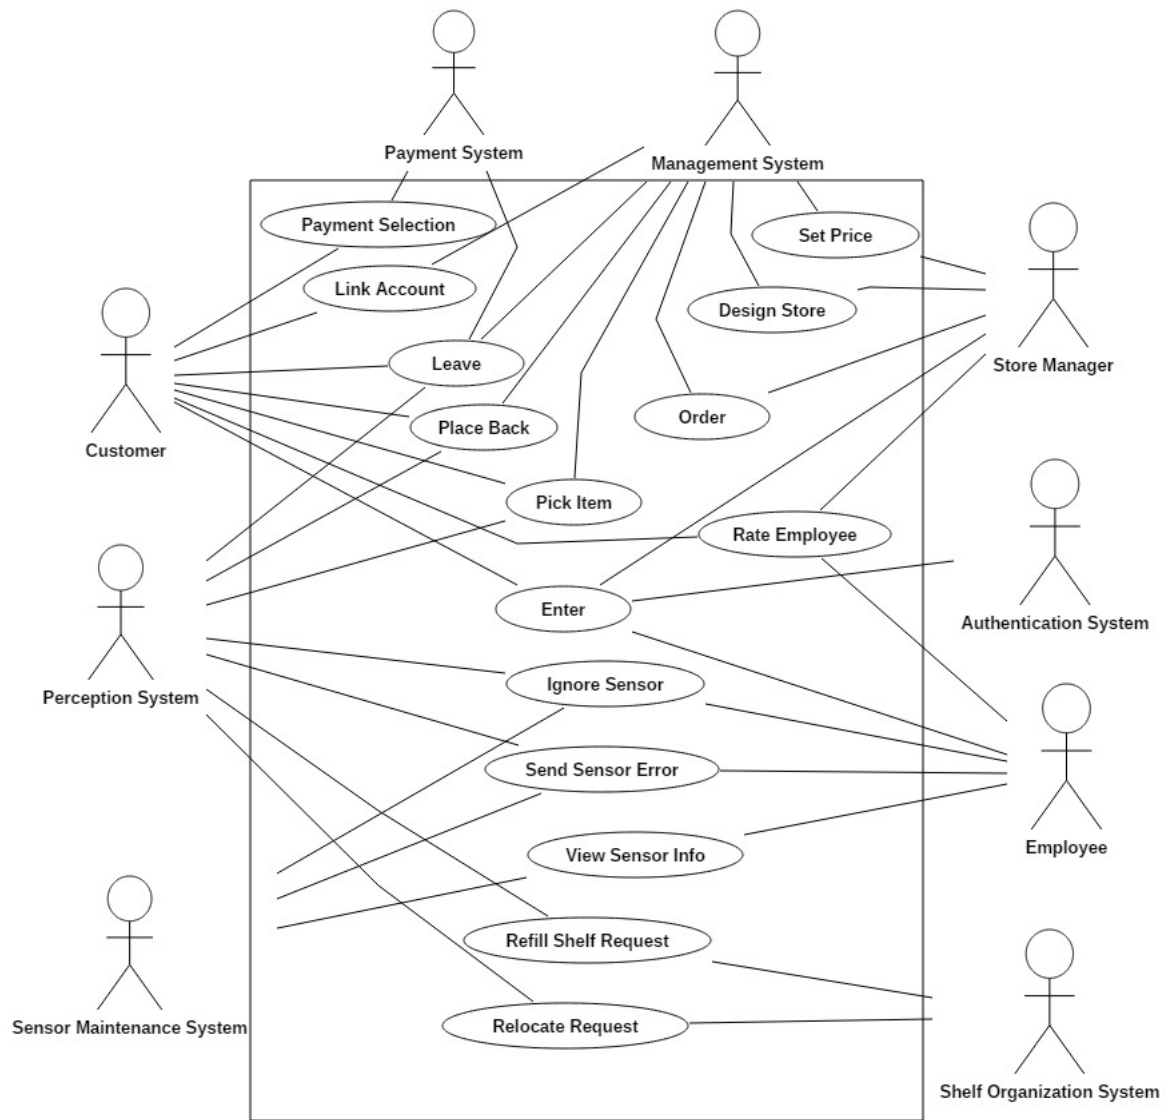 Payment System
Management System
Payment Selection
Set Price
Link Account
Design Store
Leave
Store Manager
Place Back
Order
Customer
Pick Item
Rate Employee
Enter
Authentication System
Ignore Sensor
Perception System
Send Sensor Error
View Sensor Info
Employee
Refill Shelf Request
Relocate Request
Sensor Maintenance System
Shelf Organization System